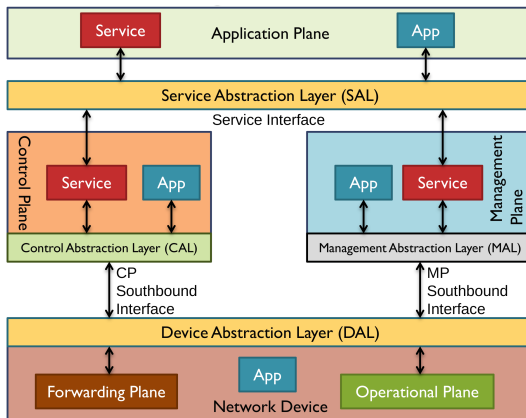 Service
Application Plane
App
Service Abstraction Layer (SAL)
Service Interface
Control Plane
Service
App
Control Abstraction Layer (CAL)
App
Service
Management
Plane
Management Abstraction Layer (MAL)
CP
Southbound
Interface
MP
Southbound
Interface
Device Abstraction Layer (DAL)
Forwarding Plane
App
Operational Plane
Network Device